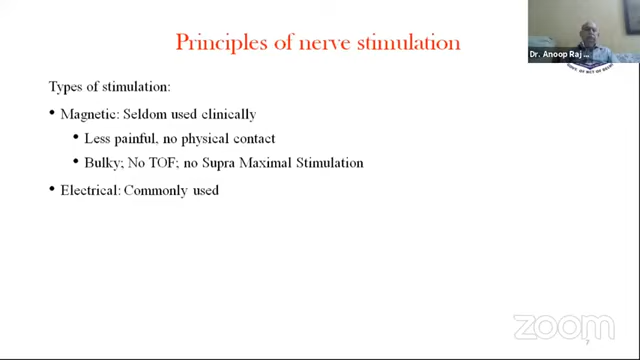 Principles of nerve stimulation
Dr. Anoop Raj ...
Types of stimulation:
• Magnetic: Seldom used clinically
• Less painful, no physical contact
• Bulky; No TOF; no Supra Maximal Stimulation
• Electrical: Commonly used
zoom
7